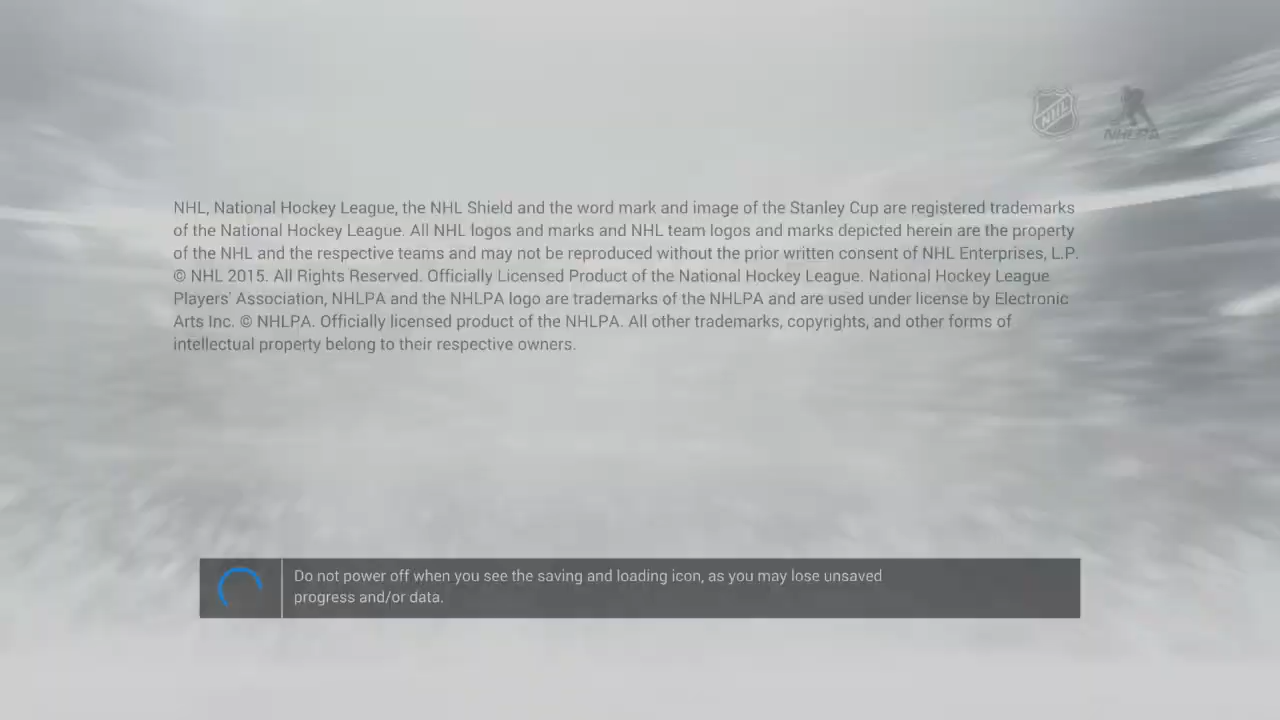 NHL
NHLPA
NHL, National Hockey League, the NHL Shield and the word mark and image of the Stanley Cup are registered trademarks
of the National Hockey League. All NHL logos and marks and NHL team logos and marks depicted herein are the property
of the NHL and the respective teams and may not be reproduced without the prior written consent of NHL Enterprises, L.P.
© NHL 2015. All Rights Reserved. Officially Licensed Product of the National Hockey League. National Hockey League
Players' Association, NHLPA and the NHLPA logo are trademarks of the NHLPA and are used under license by Electronic
Arts Inc. © NHLPA. Officially licensed product of the NHLPA. All other trademarks, copyrights, and other forms of
intellectual property belong to their respective owners.
Do not power off when you see the saving and loading icon, as you may lose unsaved
progress and/or data.